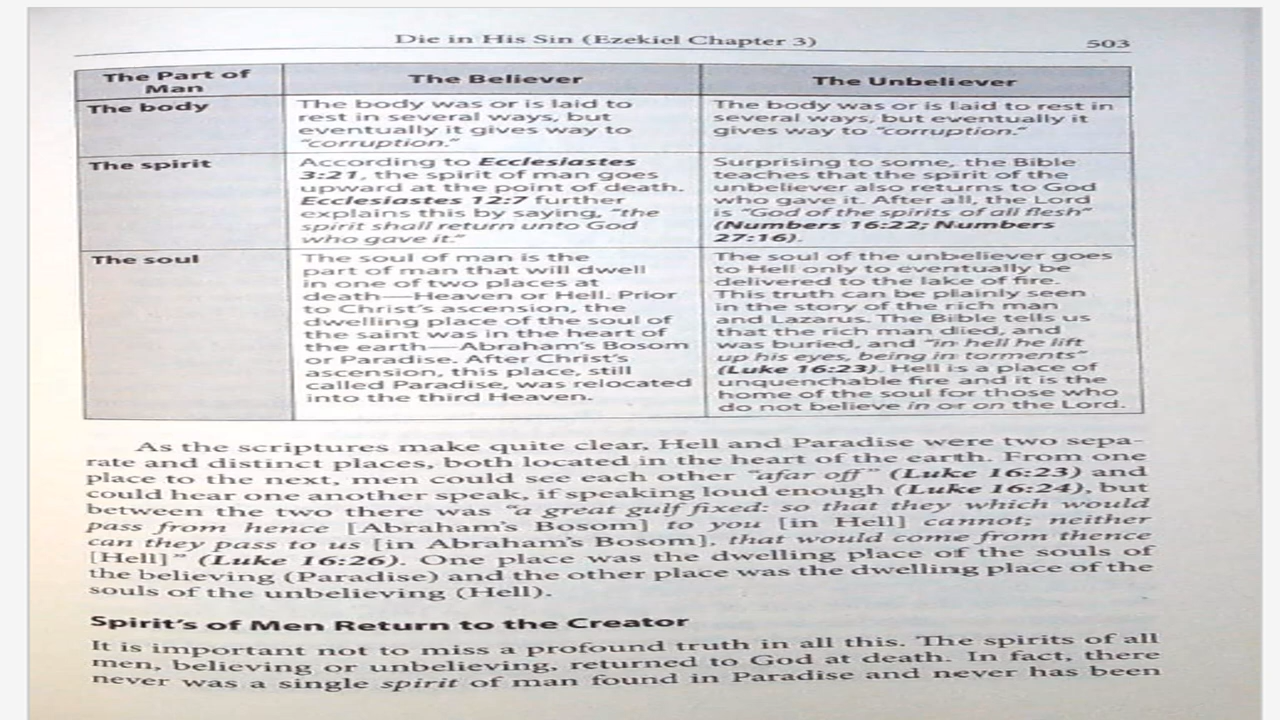 Die in His Sin (Ezekiel Chapter 3) 503
The Part of
Man
The Believer
The Unbeliever
The body
The body was or is laid to
rest in several ways, but
eventually it gives way to
"corruption."
The body was or is laid to rest in
several ways, but eventually it
gives way to "corruption."
The spirit
According to Ecclesiastes
3:21, the spirit of man goes
upward at the point of death.
Ecclesiastes 12:7 further
explains this by saying, "the
spirit shall return unto God
who gave it."
Surprising to some, the Bible
teaches that the spirit of the
unbeliever also returns to God
who gave it. After all, the Lord
is "God of the spirits of all flesh"
(Numbers 16:22; Numbers
27:16).
The soul
The soul of man is the
part of man that will dwell
in one of two places at
death—Heaven or Hell. Prior
to Christ's ascension, the
dwelling place of the soul of
the saint was in the heart of
the earth—Abraham's Bosom
or Paradise. After Christ's
ascension, this place, still
called Paradise, was relocated
into the third Heaven.
The soul of the unbeliever goes
to Hell only to eventually be
delivered to the lake of fire.
This truth can be plainly seen
in the story of the rich man
and Lazarus. The Bible tells us
that the rich man died, and
was buried, and "in hell he lift
up his eyes, being in torments"
(Luke 16:23). Hell is a place of
unquenchable fire and it is the
home of the soul for those who
do not believe in or on the Lord.
As the scriptures make quite clear, Hell and Paradise were two sepa-
rate and distinct places, both located in the heart of the earth. From one
place to the next, men could see each other "afar off" (Luke 16:23) and
could hear one another speak, if speaking loud enough (Luke 16:24), but
between the two there was "a great gulf fixed: so that they which would
pass from hence [Abraham's Bosom] to you [in Hell] cannot; neither
can they pass to us [in Abraham's Bosom], that would come from thence
[Hell]" (Luke 16:26). One place was the dwelling place of the souls of
the believing (Paradise) and the other place was the dwelling place of the
souls of the unbelieving (Hell).
Spirit's of Men Return to the Creator
It is important not to miss a profound truth in all this. The spirits of all
men, believing or unbelieving, returned to God at death. In fact, there
never was a single spirit of man found in Paradise and never has been